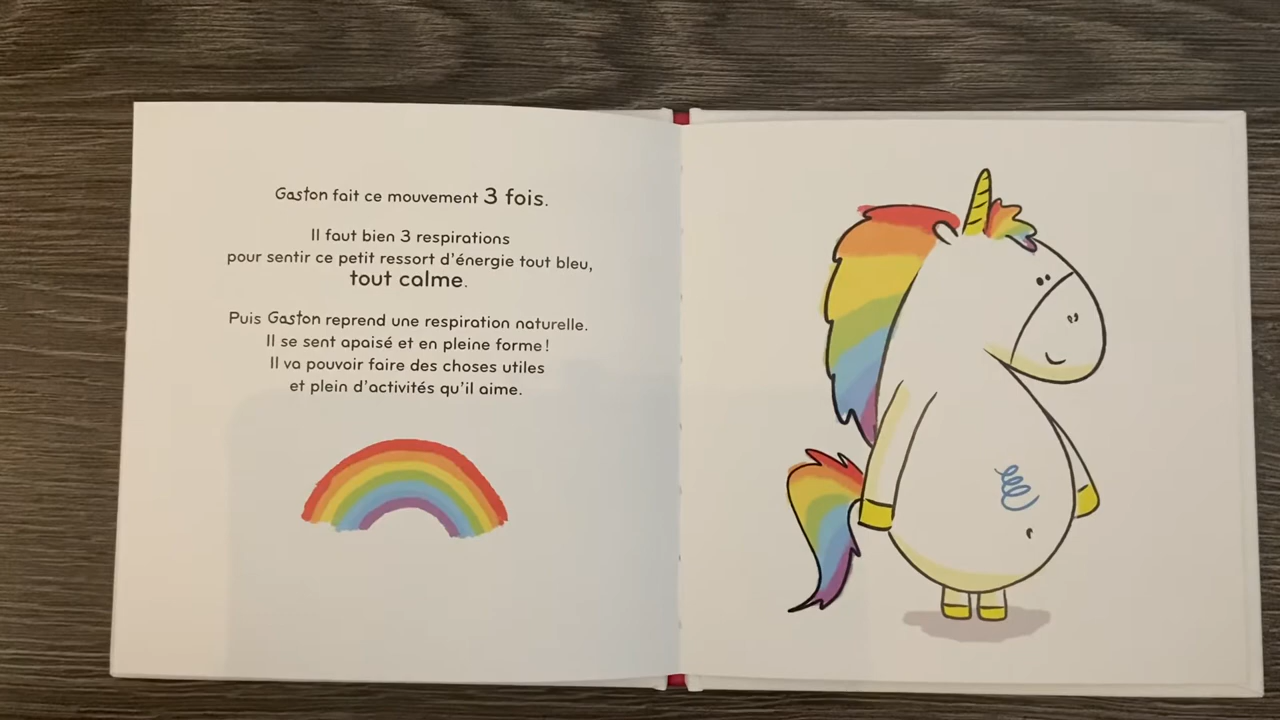 Gaston fait ce mouvement 3 fois.
Il faut bien 3 respirations
pour sentir ce petit ressort d'énergie tout bleu,
tout calme.
Puis Gaston reprend une respiration naturelle.
Il se sent apaisé et en pleine forme !
Il va pouvoir faire des choses utiles
et plein d'activités qu'il aime.